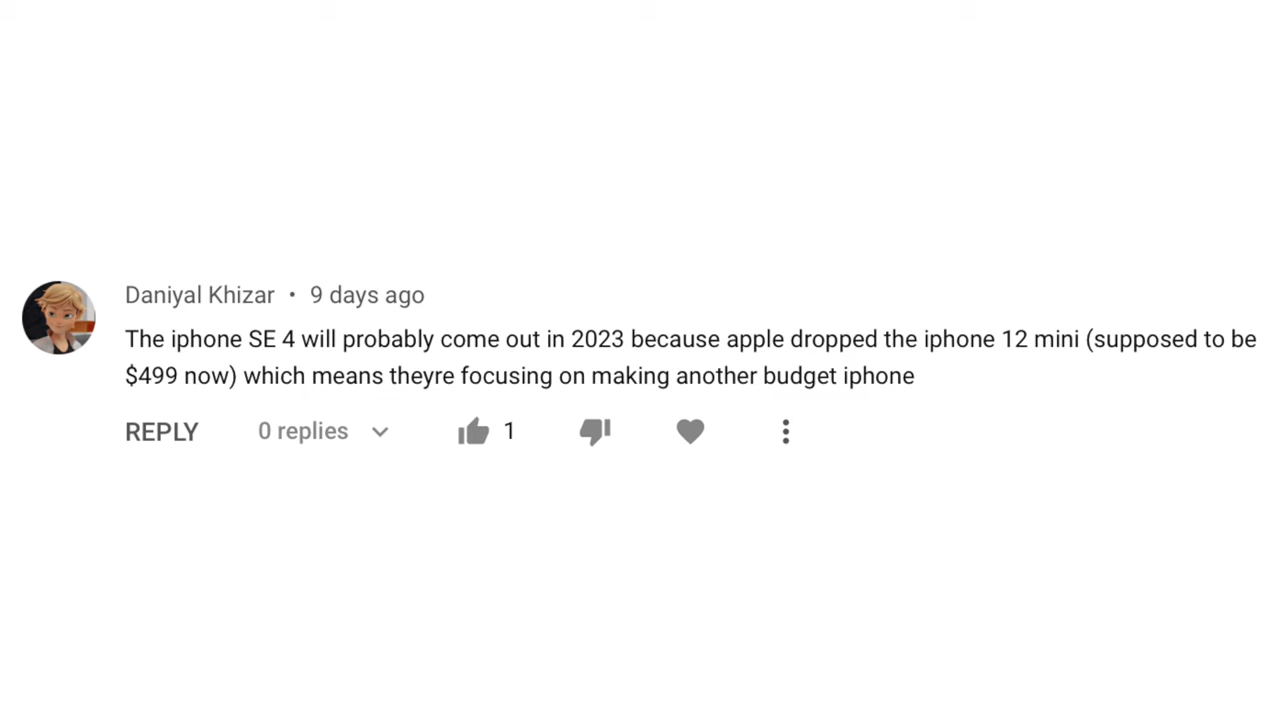 Daniyal Khizar • 9 days ago
The iphone SE 4 will probably come out in 2023 because apple dropped the iphone 12 mini (supposed to be
$499 now) which means theyre focusing on making another budget iphone
REPLY 0 replies 1